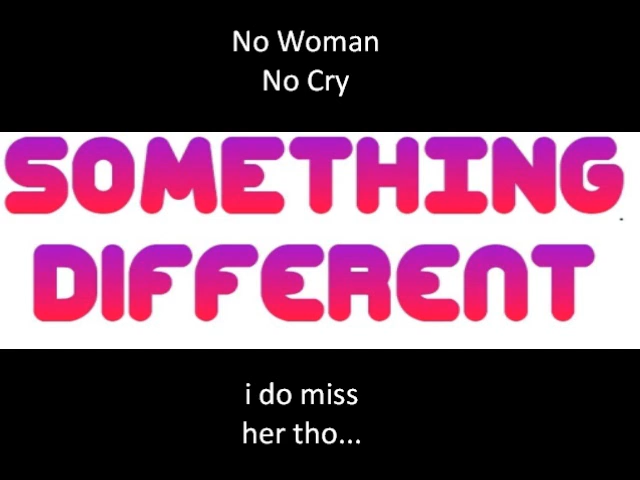 No Woman
No Cry
SOMETHING
DIFFERENT
i do miss
her tho...